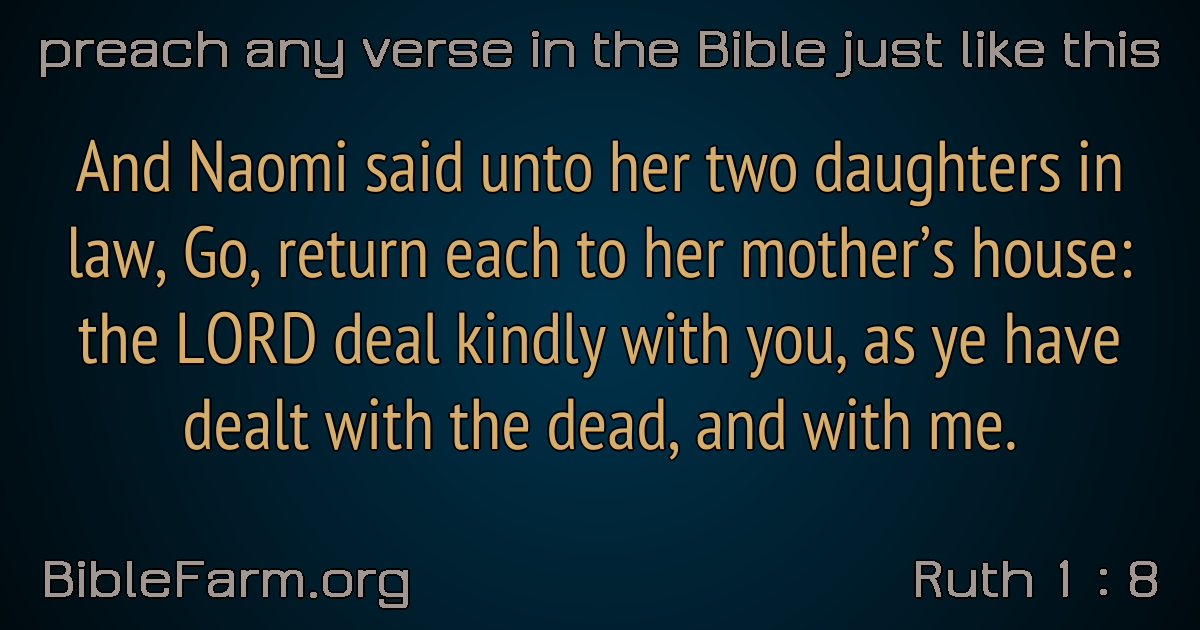 preach any verse in the Bible just like this
And Naomi said unto her two daughters in
law, Go, return each to her mother’s house:
the LORD deal kindly with you, as ye have
dealt with the dead, and with me.
BibleFarm.org
Ruth 1 : 8